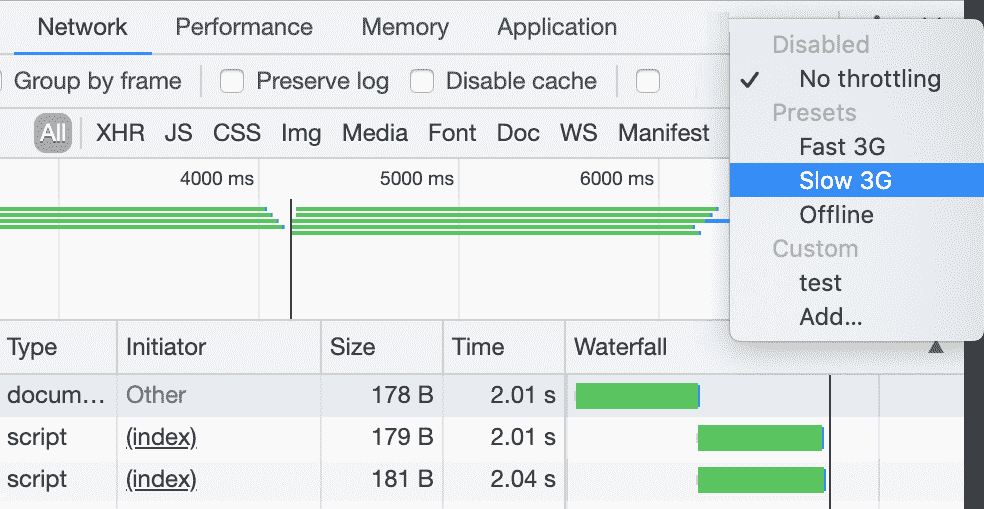 Network Performance Memory Application
Group by frame Preserve log Disable cache
All XHR JS CSS Img Media Font Doc WS Manifest
4000 ms 5000 ms 6000 ms
Disabled
✓ No throttling
Presets
Fast 3G
Slow 3G
Offline
Custom
test
Add...
Type Initiator Size Time Waterfall
docum... Other 178 B 2.01 s
script (index) 179 B 2.01 s
script (index) 181 B 2.04 s